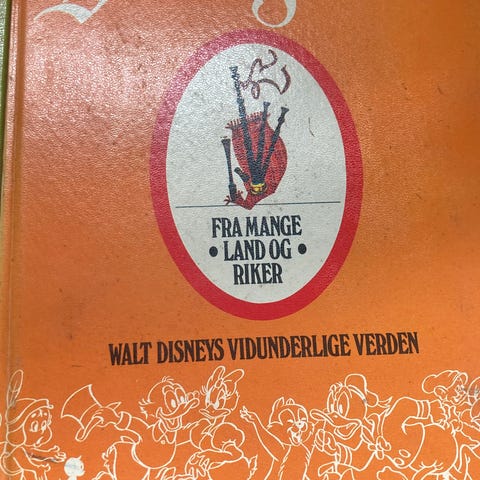 FRA MANGE
• LAND OG •
RIKER
WALT DISNEYS VIDUNDERLIGE VERDEN